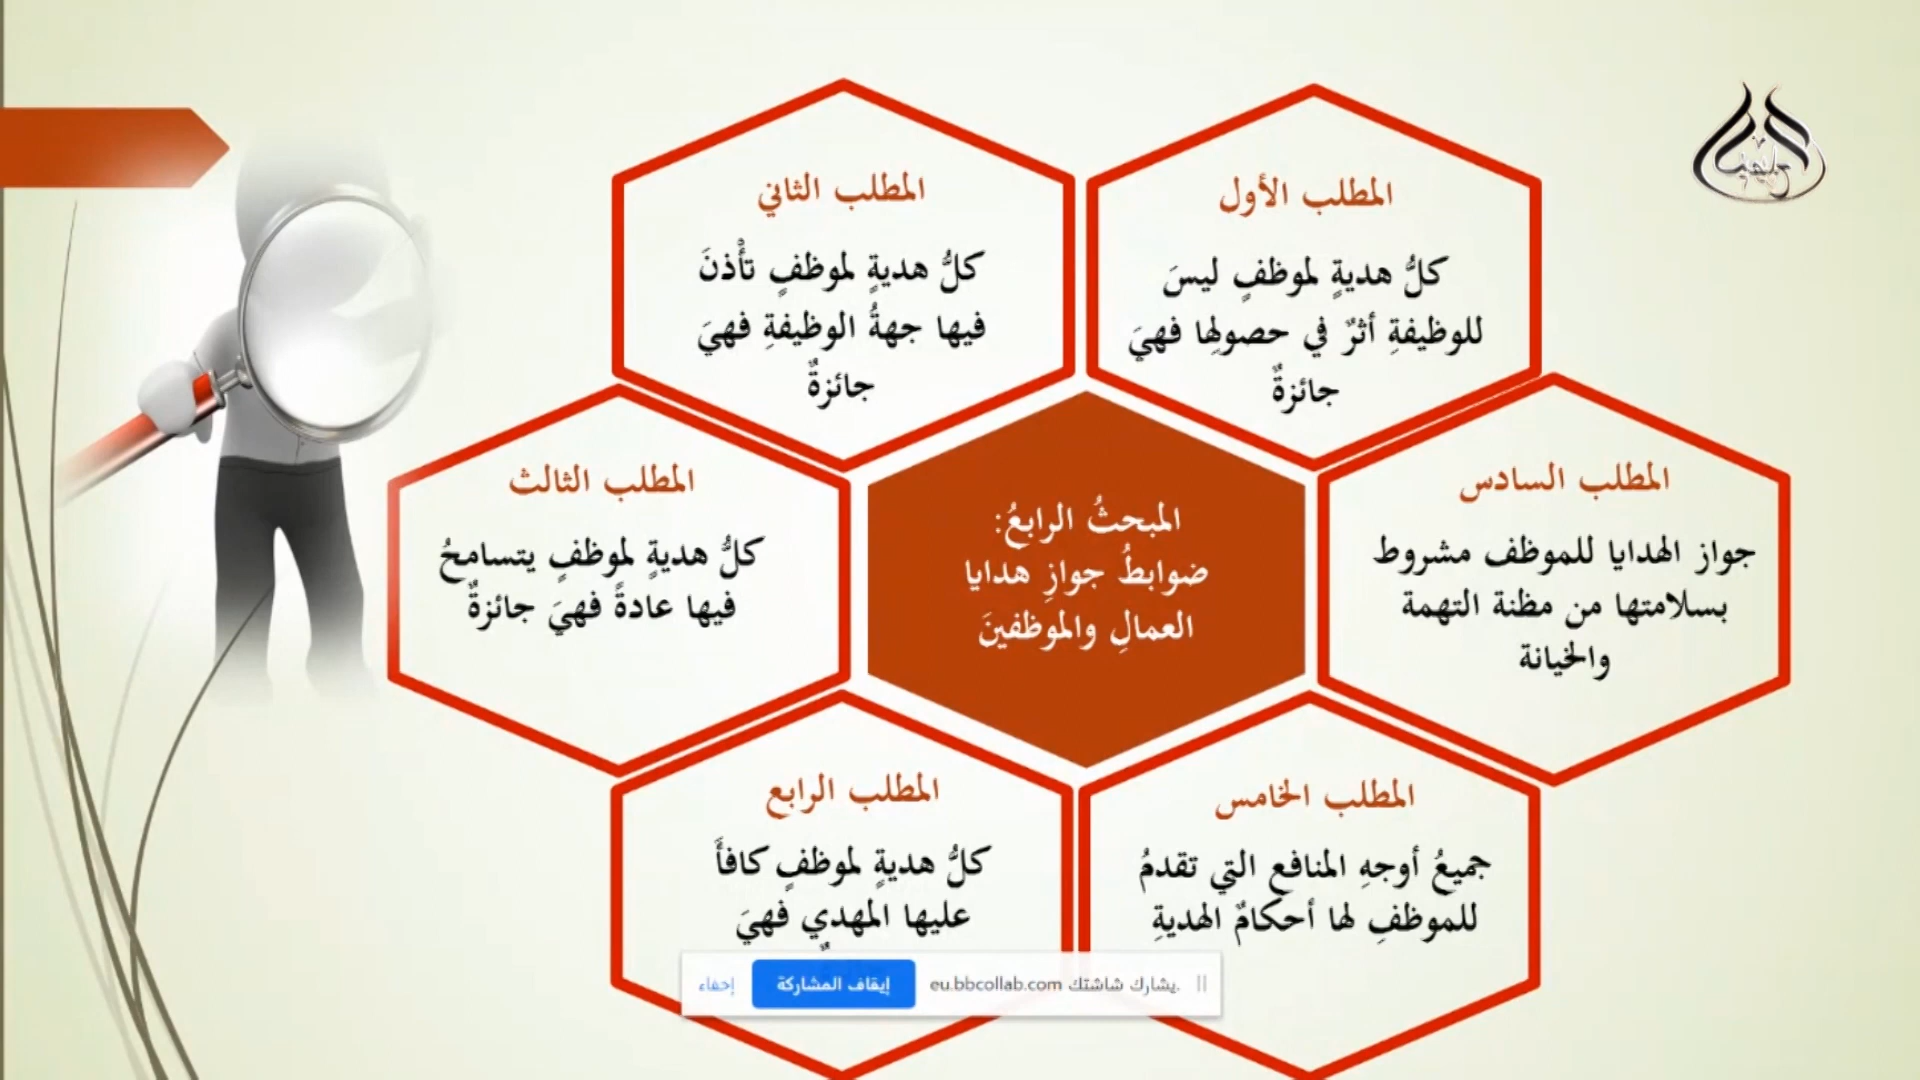 المبحثُ الرابعُ:
ضوابطُ جوازِ هدايا
العمالِ والموظفينَ
المطلب الأول
كلُّ هديةٍ لموظفٍ ليسَ
للوظيفةِ أثرٌ في حصولِها فهيَ
جائزةٌ
المطلب الثاني
كلُّ هديةٍ لموظفٍ تأْذنَ
فيها جهةُ الوظيفةِ فهيَ
جائزةٌ
المطلب الثالث
كلُّ هديةٍ لموظفٍ يتسامحُ
فيها عادةً فهيَ جائزةٌ
المطلب الرابع
كلُّ هديةٍ لموظفٍ كافأَ
عليها المهدي فهيَ
المطلب الخامس
جميعُ أوجهِ المنافعِ التي تقدمُ
للموظفِ لها أحكامُ الهديةِ
المطلب السادس
جواز الهدايا للموظف مشروط
بسلامتها من مظنة التهمة
والخيانة
يشارك شاشتك eu.bbcollab.com.
إيقاف المشاركة
إخفاء